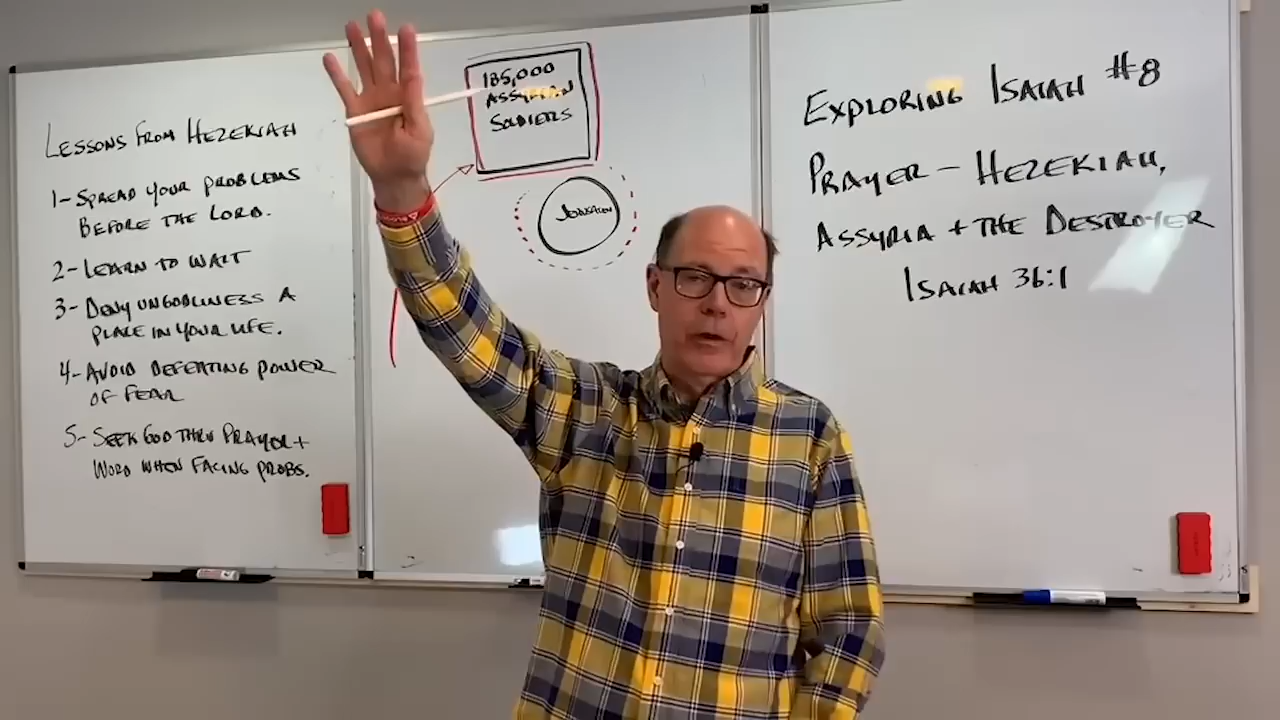 LESSONS FROM HEZEKIAH
1- SPREAD YOUR PROBLEMS
BEFORE THE LORD.
2- LEARN TO WAIT
3- DENY UNGODLINESS A
PLACE IN YOUR LIFE.
4- AVOID DEFEATING POWER
OF FEAR
5- SEEK GOD THRU PRAYER +
WORD WHEN FACING PROBS.
185,000
ASSYRIAN
SOLDIERS
JERUSALEM
EXPLORING ISAIAH #8
PRAYER - HEZEKIAH,
ASSYRIA + THE DESTROYER
ISAIAH 36:1